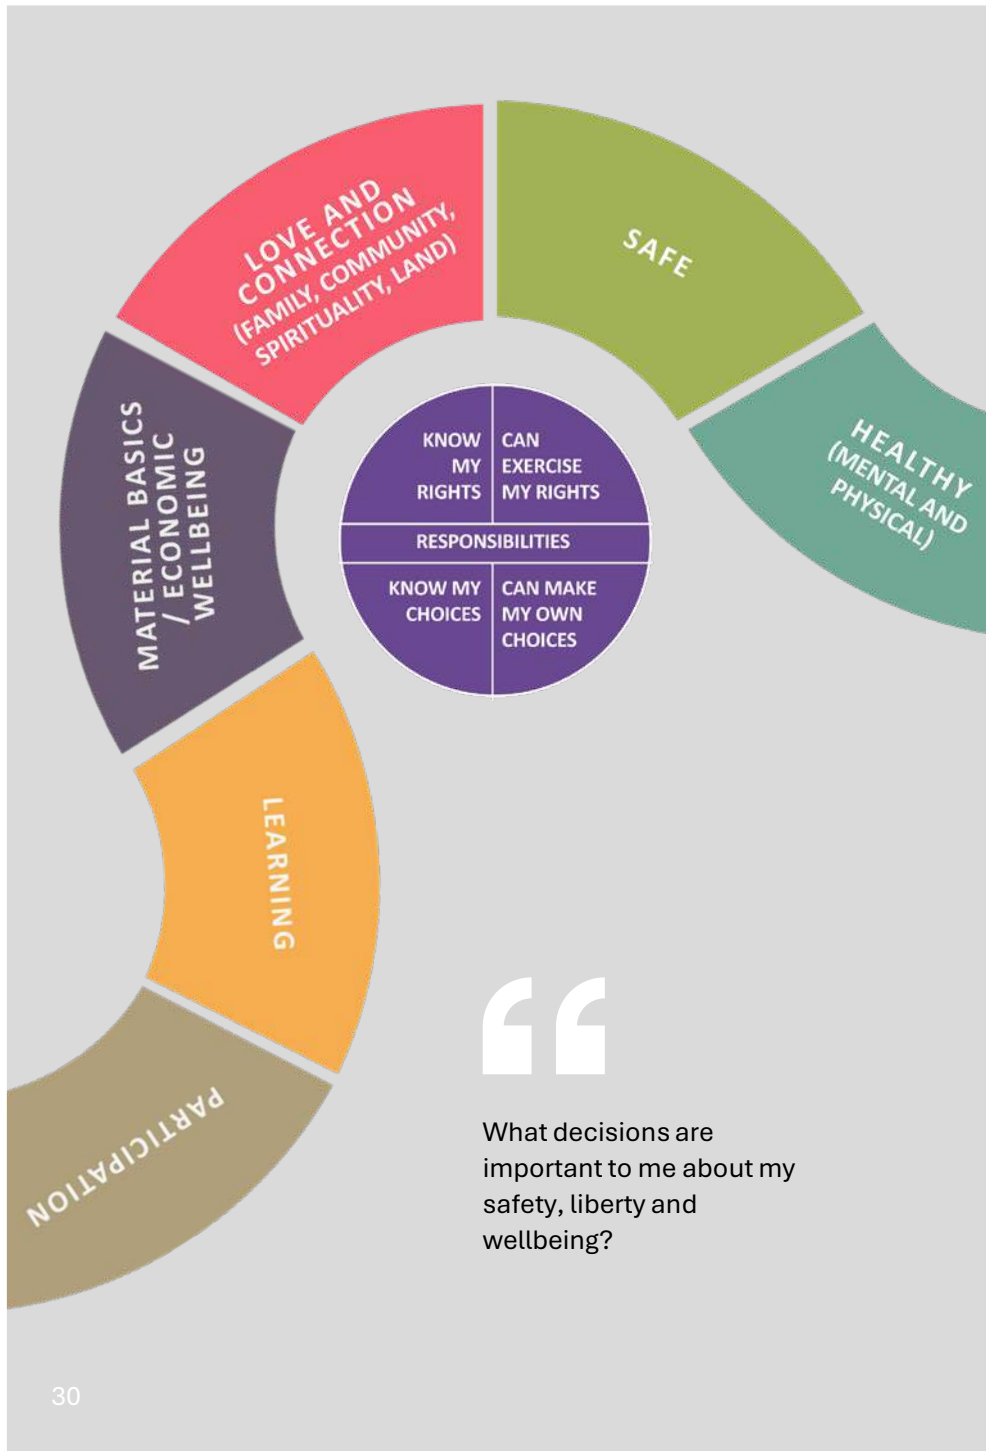 LOVE AND
CONNECTION
(FAMILY, COMMUNITY,
SPIRITUALITY, LAND)
SAFE
HEALTHY
(MENTAL AND
PHYSICAL)
MATERIAL BASICS
/ ECONOMIC
WELLBEING
KNOW
MY
RIGHTS
CAN
EXERCISE
MY RIGHTS
RESPONSIBILITIES
KNOW MY
CHOICES
CAN MAKE
MY OWN
CHOICES
LEARNING
PARTICIPATION
“
What decisions are
important to me about my
safety, liberty and
wellbeing?
30